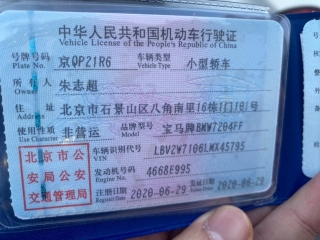 中华人民共和国机动车行驶证
Vehicle License of the People's Republic of China
号牌号码 京QP21R6 车辆类型 小型轿车
Plate No. Vehicle Type
所有人 朱志超
Owner
住址 北京市石景山区八角南里16栋1门181号
Address
使用性质 非营运 品牌型号 宝马牌BMW7204FF
Use Character Model
北京市公安局公安交通管理局
车辆识别代号 LBV2W7106LMX45795
VIN
发动机号码 4668E995
Engine No.
注册日期 2020-06-29 发证日期 2020-06-29
Register Date Issue Date